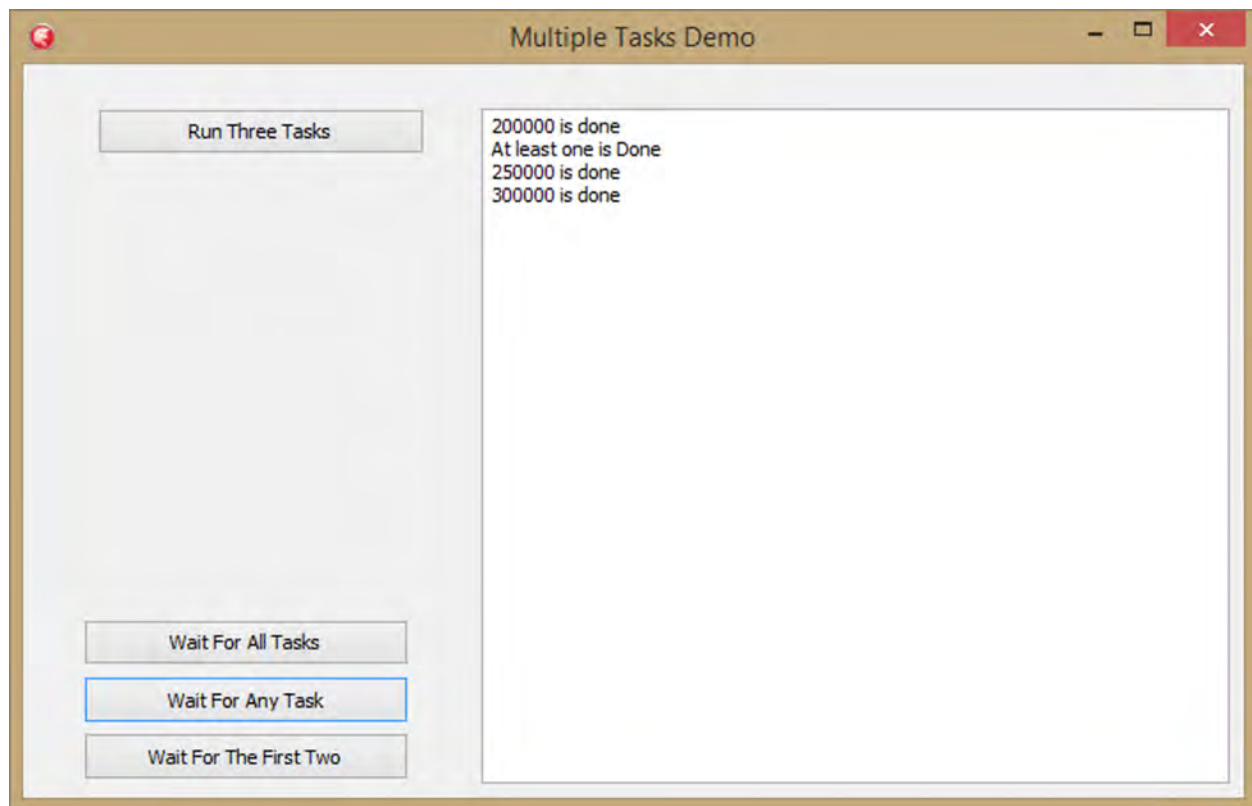 Multiple Tasks Demo
Run Three Tasks
200000 is done
At least one is Done
250000 is done
300000 is done
Wait For All Tasks
Wait For Any Task
Wait For The First Two